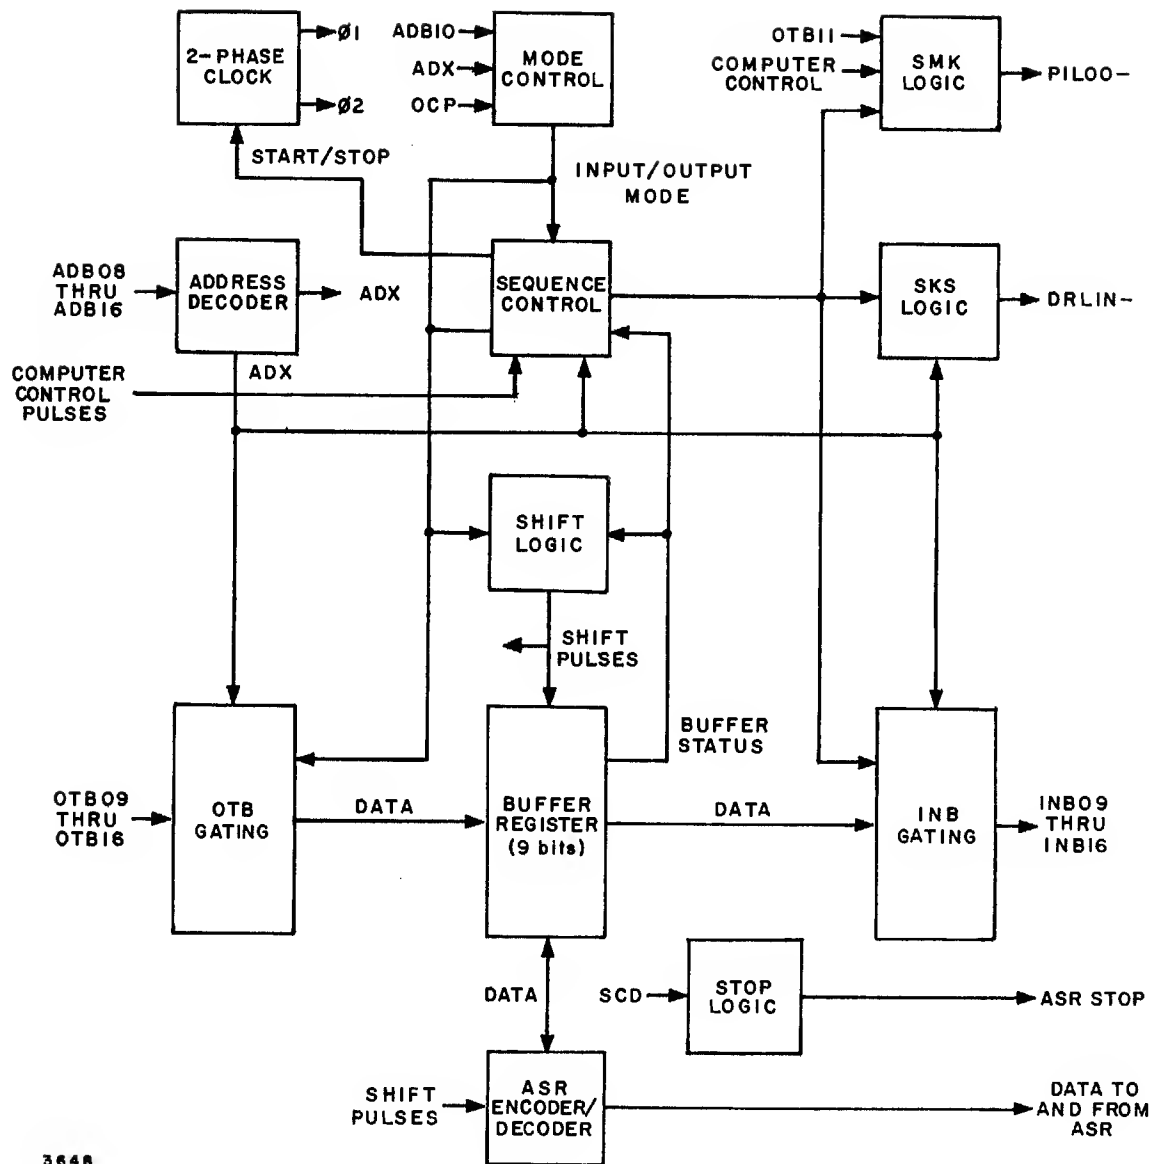 2-PHASE
CLOCK
Ø1
Ø2
ADB10
ADX
OCP
MODE
CONTROL
OTB11
COMPUTER
CONTROL
SMK
LOGIC
PIL00-
START/STOP
INPUT/OUTPUT
MODE
ADB08
THRU
ADB16
ADDRESS
DECODER
ADX
SEQUENCE
CONTROL
SKS
LOGIC
DRLIN-
ADX
COMPUTER
CONTROL
PULSES
SHIFT
LOGIC
SHIFT
PULSES
BUFFER
STATUS
OTB09
THRU
OTB16
OTB
GATING
DATA
BUFFER
REGISTER
(9 bits)
DATA
INB
GATING
INB09
THRU
INB16
DATA
SCD
STOP
LOGIC
ASR STOP
SHIFT
PULSES
ASR
ENCODER/
DECODER
DATA TO
AND FROM
ASR
3648